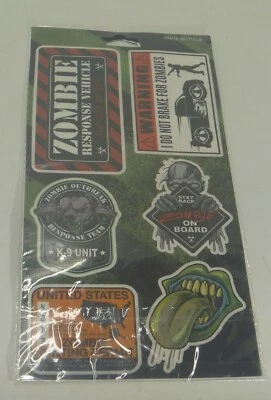 ZOMBIE
RESPONSE VEHICLE
WARNING
I DO NOT BRAKE FOR ZOMBIES
ZOMBIE OUTBREAK
RESPONSE TEAM
K-9 UNIT
STAY
BACK
ZOMBIE
ON
BOARD
UNITED STATES